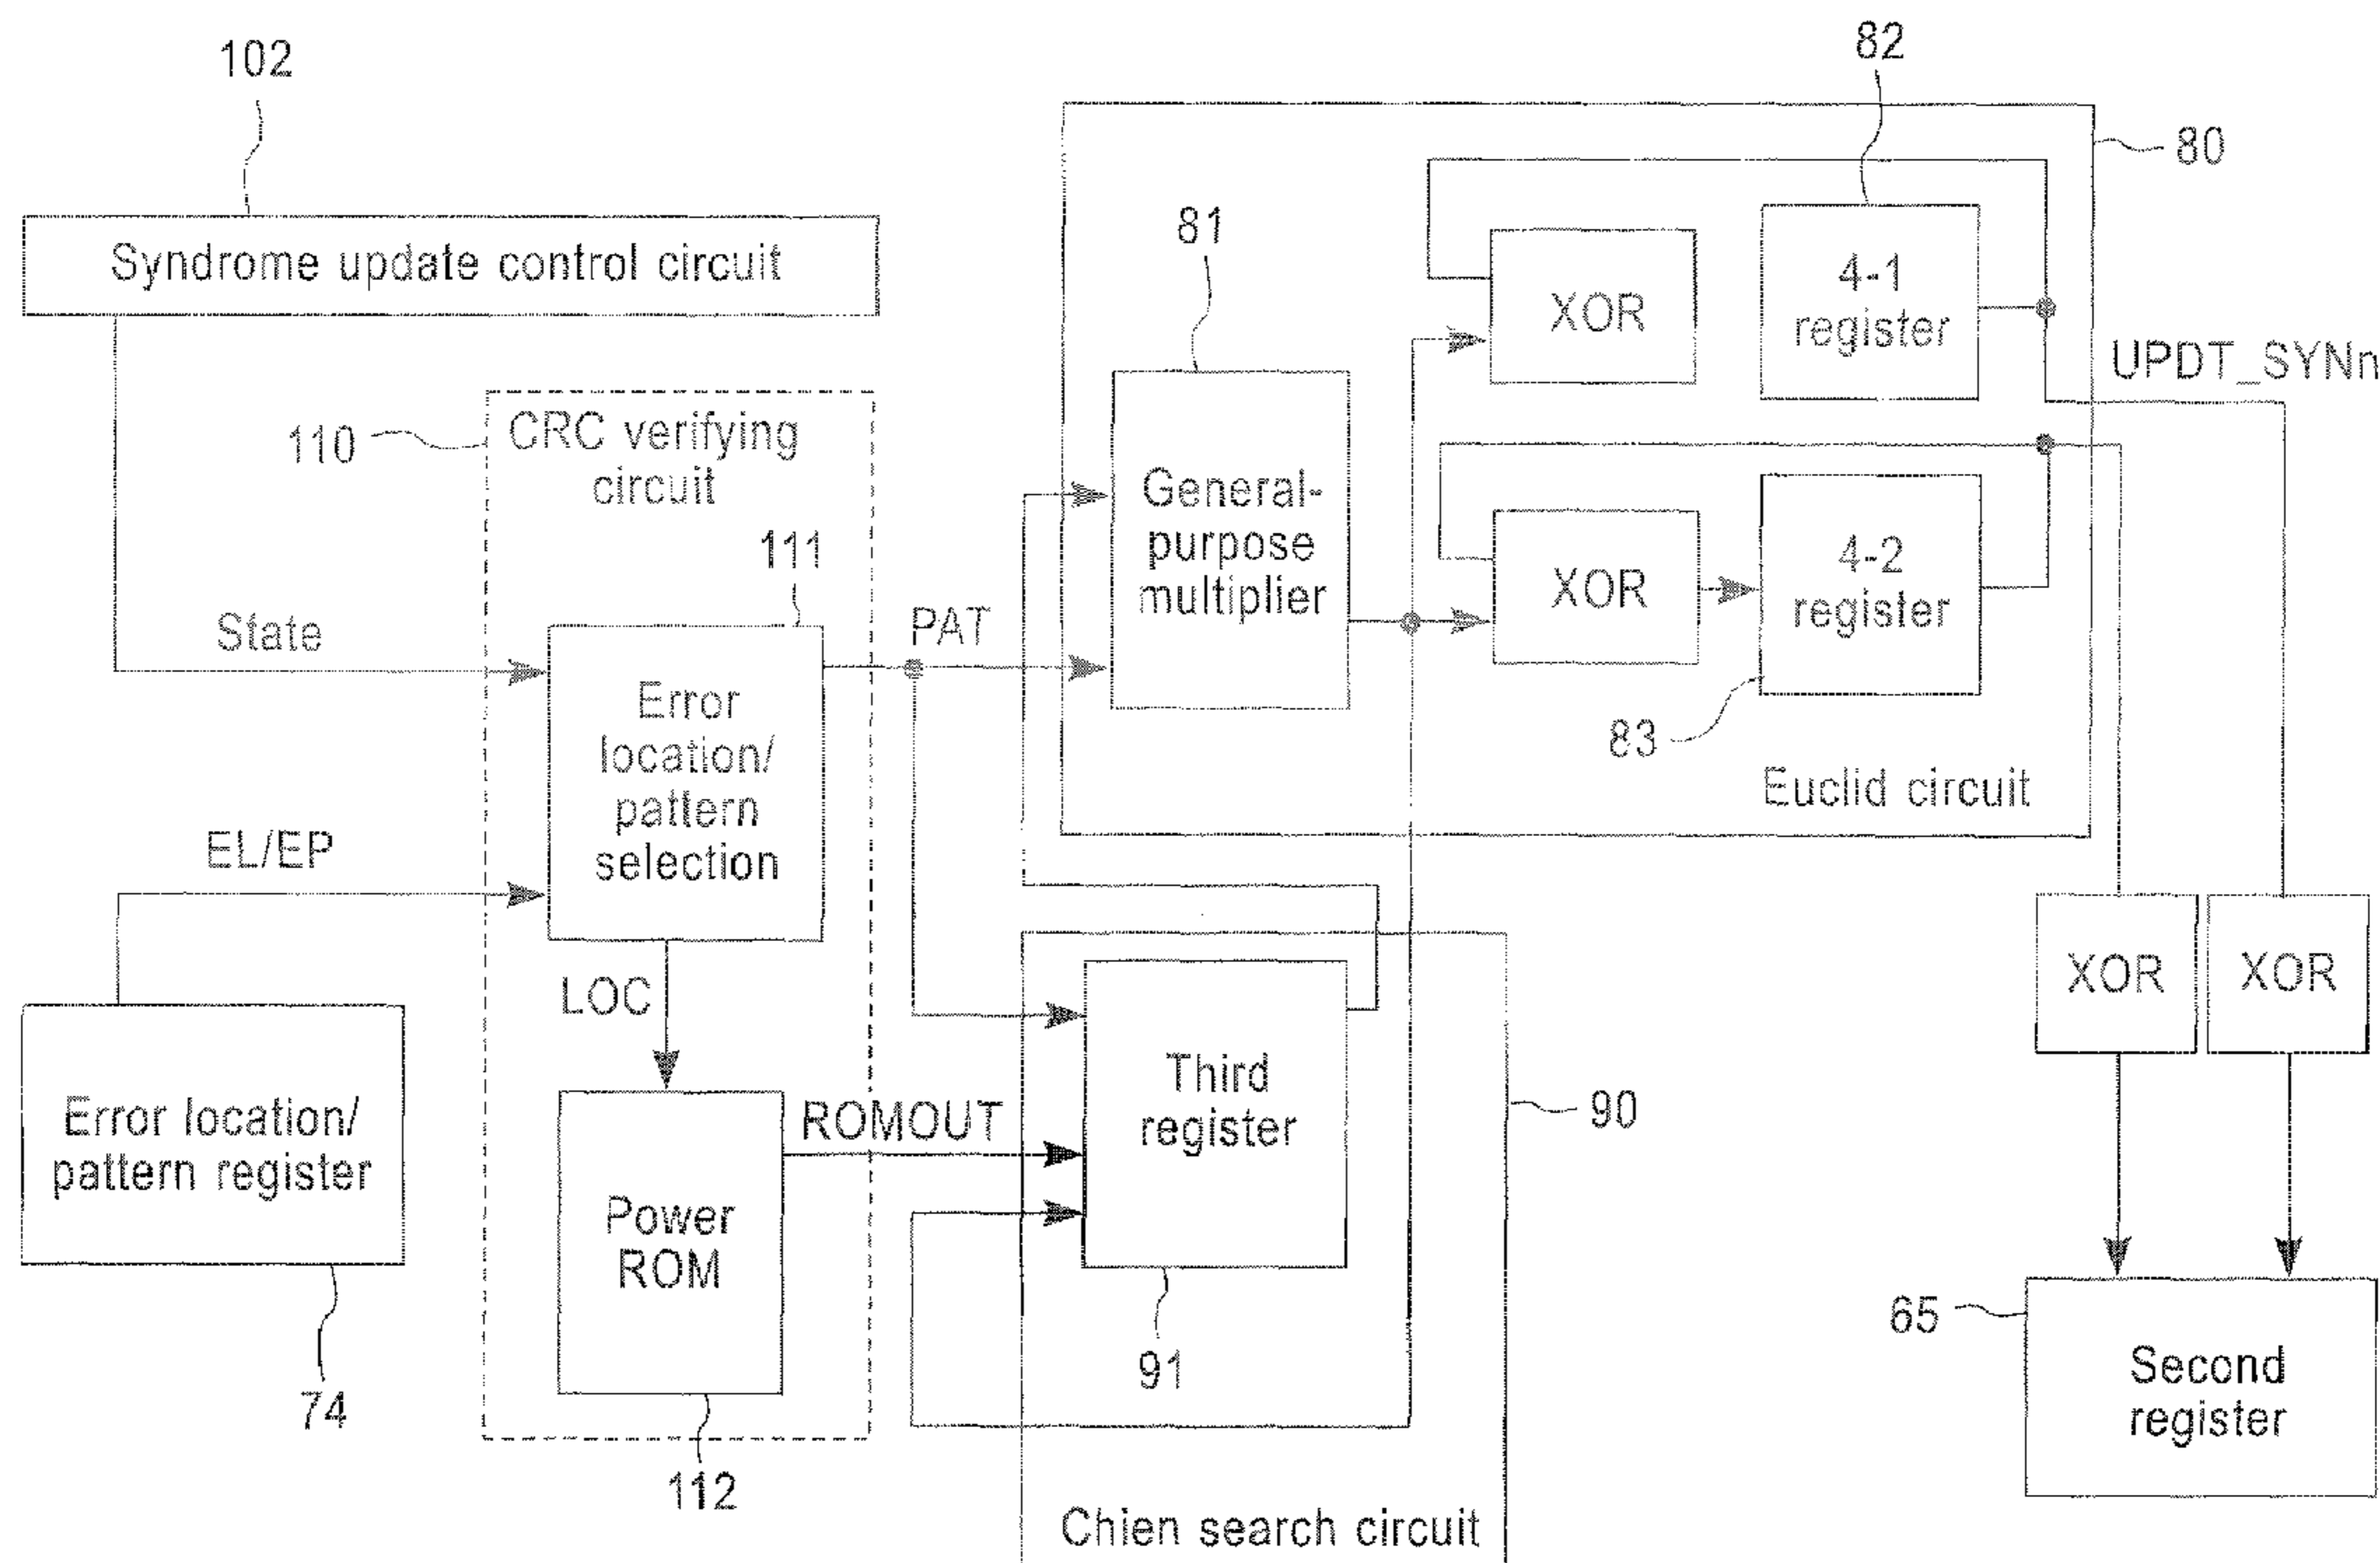 102
82
80
Syndrome update control circuit
81
4-1
register
XOR
UPDT_SYNn
110
CRC verifying
circuit
General-
purpose
multiplier
4-2
register
XOR
111
State
PAT
83
Error
location/
pattern
selection
Euclid circuit
EL/EP
LOC
XOR
XOR
Third
register
90
Error location/
pattern register
ROMOUT
Power
ROM
65
91
Second
register
74
112
Chien search circuit